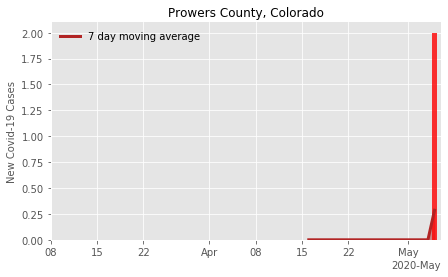 Prowers County, Colorado
7 day moving average
New Covid-19 Cases
2.00
1.75
1.50
1.25
1.00
0.75
0.50
0.25
0.00
08 15 22 Apr 08 15 22 May
2020-May